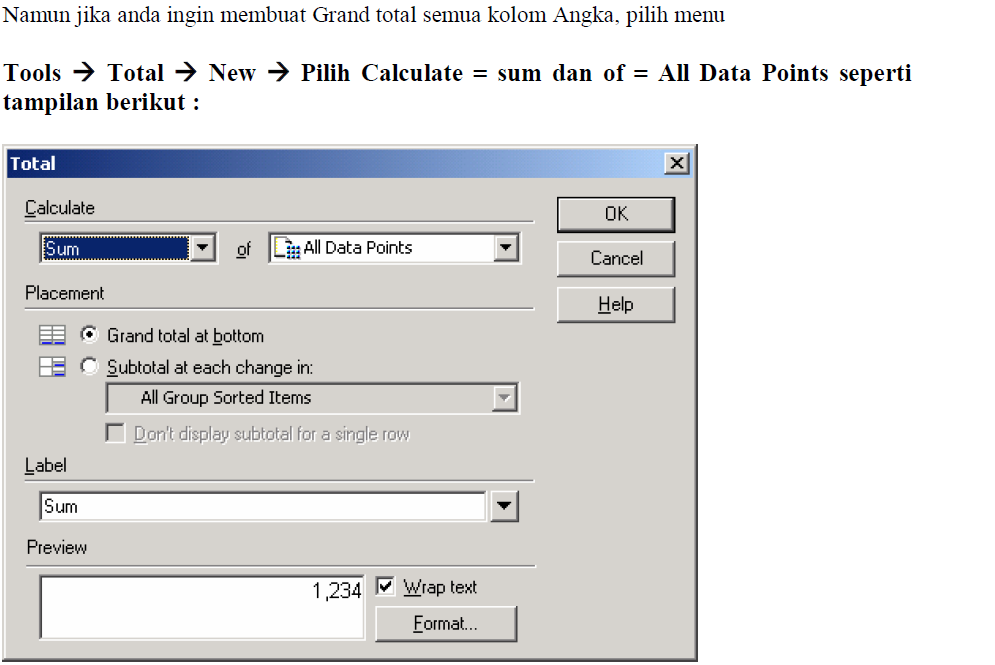 Namun jika anda ingin membuat Grand total semua kolom Angka, pilih menu
Tools → Total → New → Pilih Calculate = sum dan of = All Data Points seperti
tampilan berikut :
Total
Calculate
OK
Sum of All Data Points
Cancel
Placement
Help
Grand total at bottom
Subtotal at each change in:
All Group Sorted Items
Don't display subtotal for a single row
Label
Sum
Preview
1,234 Wrap text
Format...